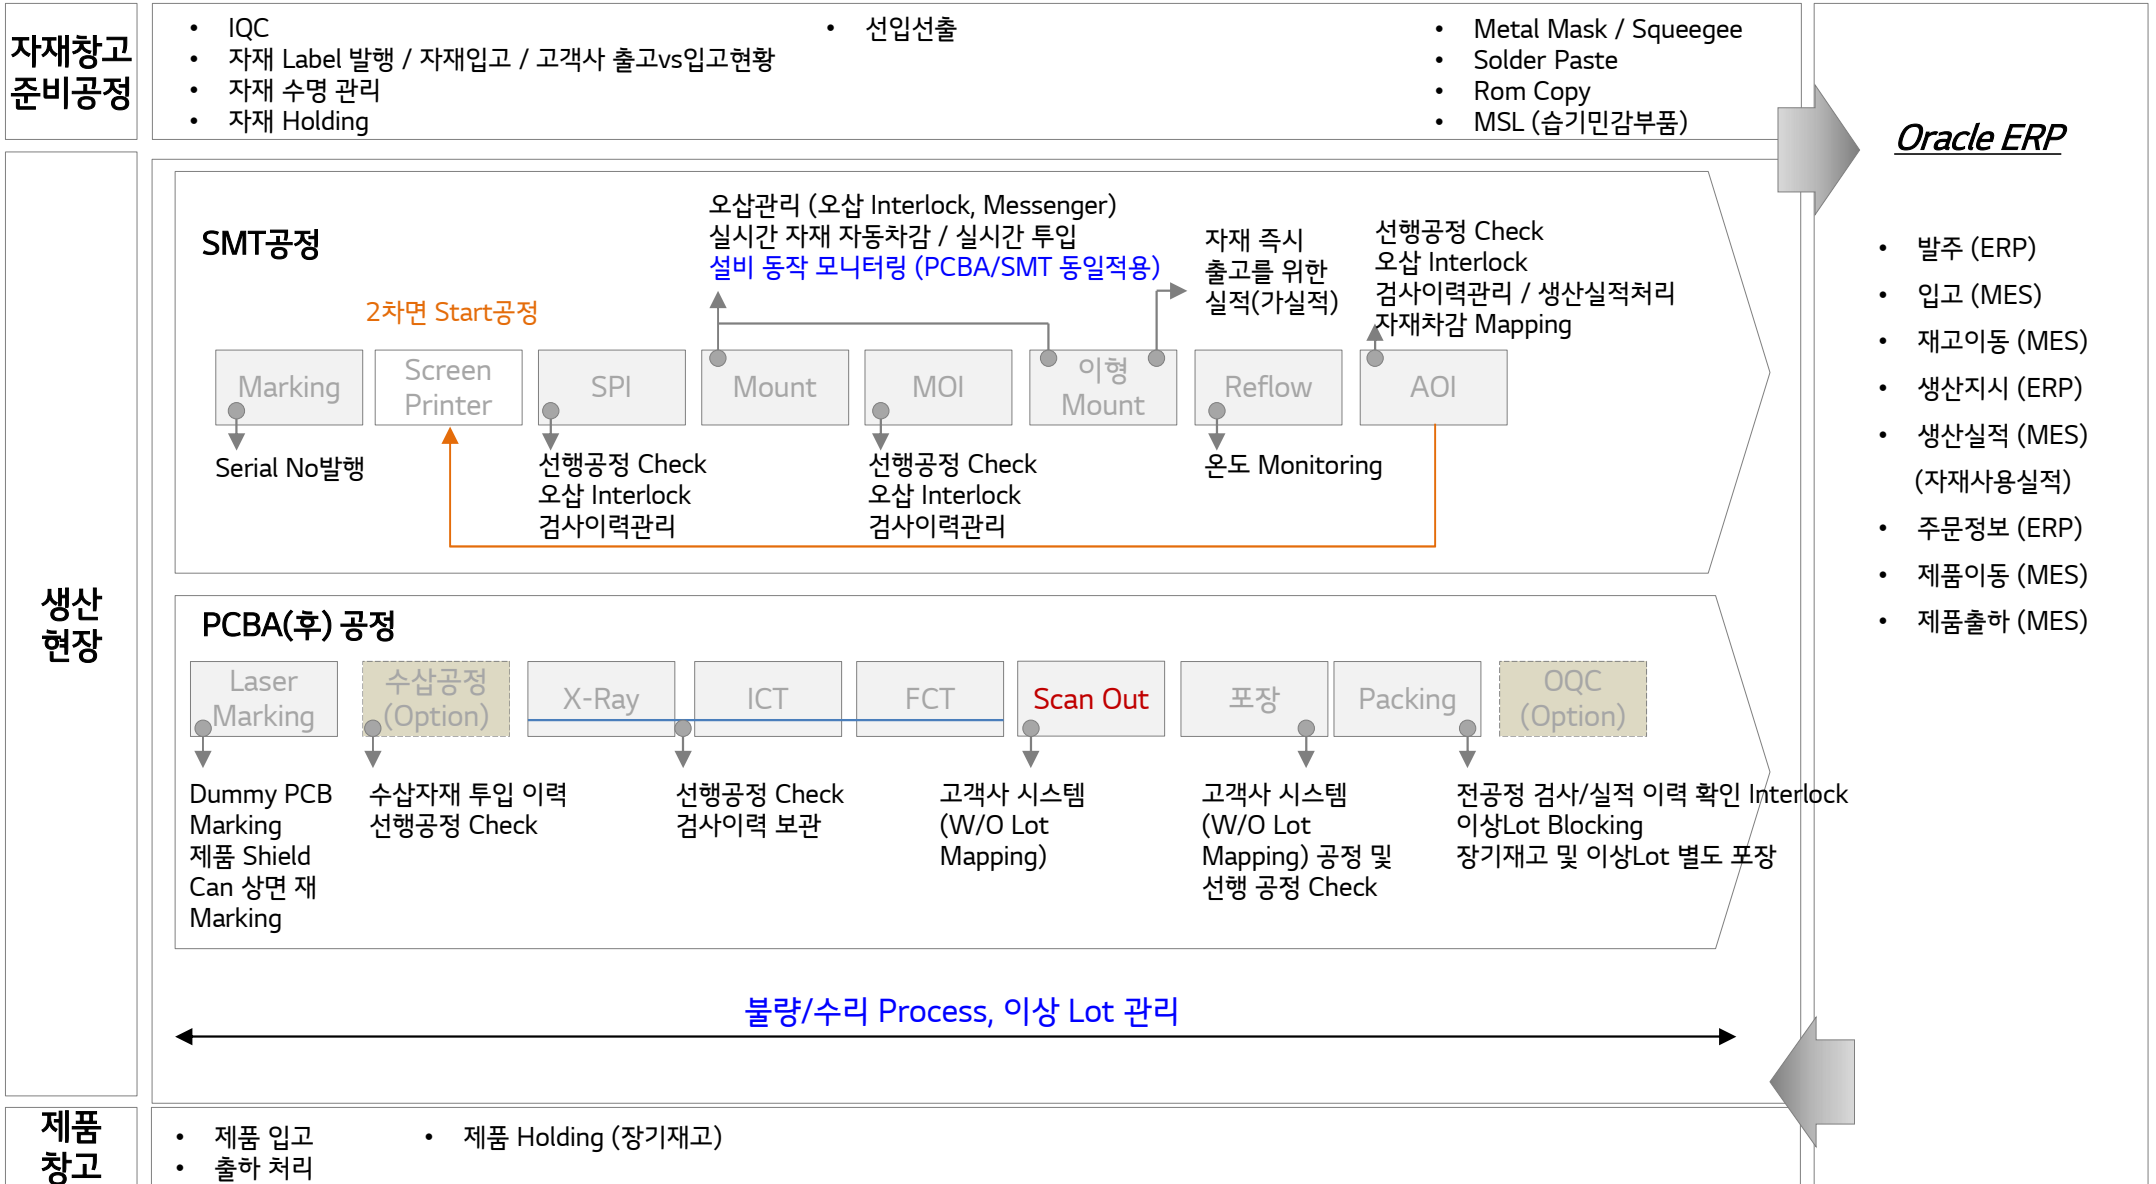 자재창고
준비공정
• IQC
• 자재 Label 발행 / 자재입고 / 고객사 출고vs입고현황
• 자재 수명 관리
• 자재 Holding
• 선입선출
• Metal Mask / Squeegee
• Solder Paste
• Rom Copy
• MSL (습기민감부품)
생산
현장
SMT공정
오삽관리 (오삽 Interlock, Messenger)
실시간 자재 자동차감 / 실시간 투입
설비 동작 모니터링 (PCBA/SMT 동일적용)
자재 즉시
출고를 위한
실적(가실적)
선행공정 Check
오삽 Interlock
검사이력관리 / 생산실적처리
자재차감 Mapping
2차면 Start공정
Marking
Screen
Printer
SPI
Mount
MOI
이형
Mount
Reflow
AOI
Serial No발행
선행공정 Check
오삽 Interlock
검사이력관리
선행공정 Check
오삽 Interlock
검사이력관리
온도 Monitoring
PCBA(후) 공정
Laser
Marking
수삽공정
(Option)
X-Ray
ICT
FCT
Scan Out
포장
Packing
OQC
(Option)
Dummy PCB
Marking
제품 Shield
Can 상면 재
Marking
수삽자재 투입 이력
선행공정 Check
선행공정 Check
검사이력 보관
고객사 시스템
(W/O Lot
Mapping)
고객사 시스템
(W/O Lot
Mapping) 공정 및
선행 공정 Check
전공정 검사/실적 이력 확인 Interlock
이상Lot Blocking
장기재고 및 이상Lot 별도 포장
불량/수리 Process, 이상 Lot 관리
제품
창고
• 제품 입고
• 출하 처리
• 제품 Holding (장기재고)
Oracle ERP
• 발주 (ERP)
• 입고 (MES)
• 재고이동 (MES)
• 생산지시 (ERP)
• 생산실적 (MES)
(자재사용실적)
• 주문정보 (ERP)
• 제품이동 (MES)
• 제품출하 (MES)